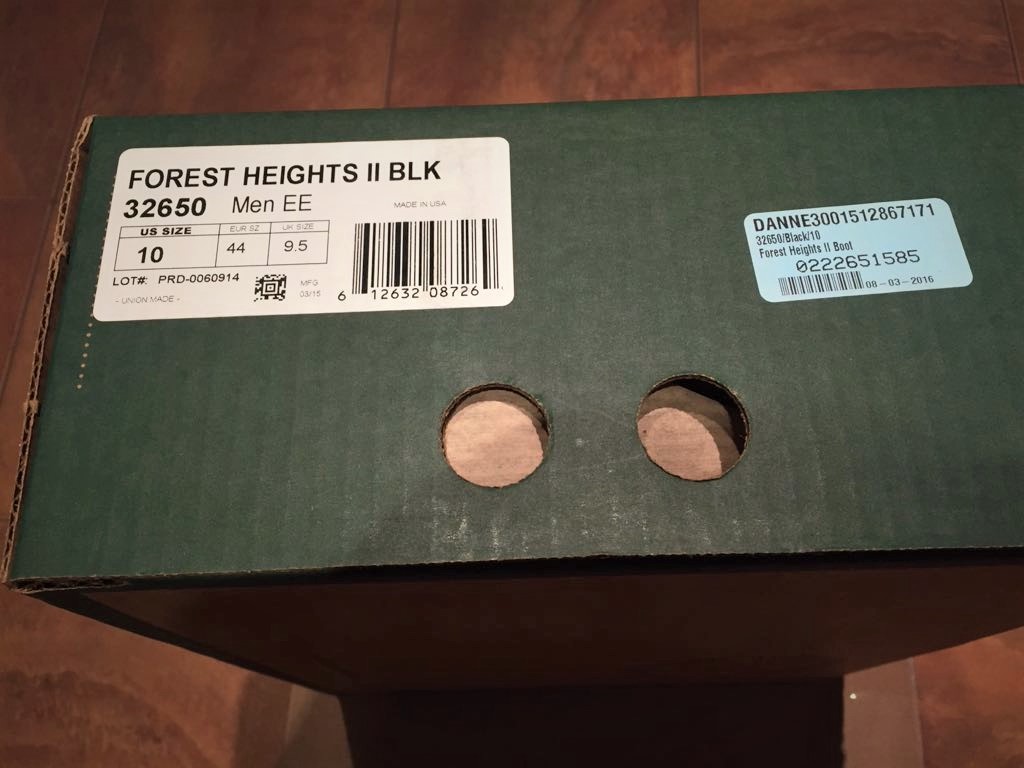 FOREST HEIGHTS II BLK
32650 Men EE
MADE IN USA
US SIZE EUR SZ UK SIZE
10 44 9.5
LOT#: PRD-0060914
MFG
03/15
- UNION MADE -
6 12632 08726
DANNE3001512867171
32650/Black/10
Forest Heights II Boot
0222651585
08-03-2016